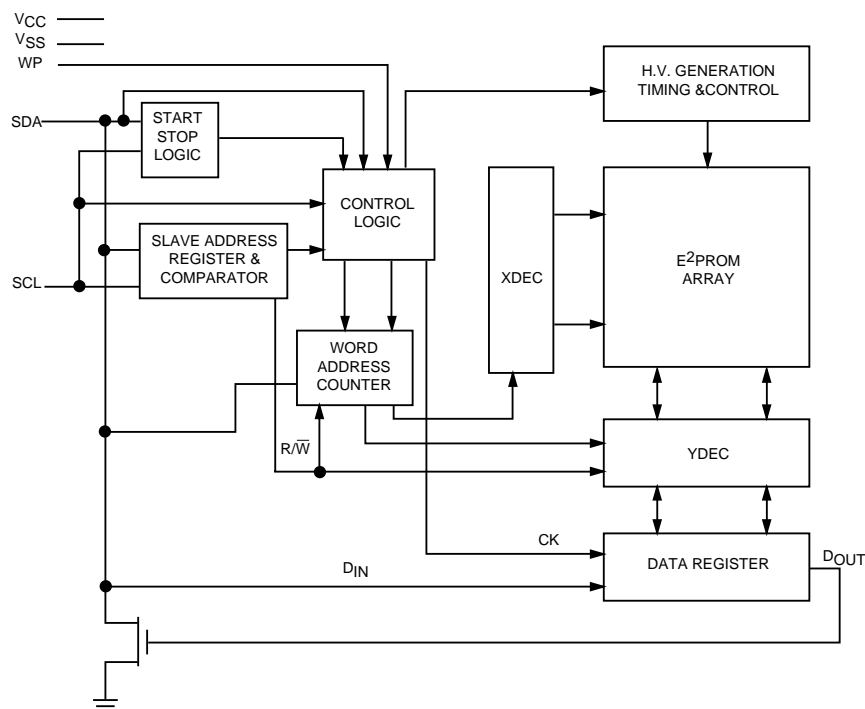 VCC
VSS
WP
SDA
SCL
START
STOP
LOGIC
CONTROL
LOGIC
SLAVE ADDRESS
REGISTER &
COMPARATOR
WORD
ADDRESS
COUNTER
R/W̅
H.V. GENERATION
TIMING &CONTROL
XDEC
E²PROM
ARRAY
YDEC
CK
DIN
DATA REGISTER
DOUT